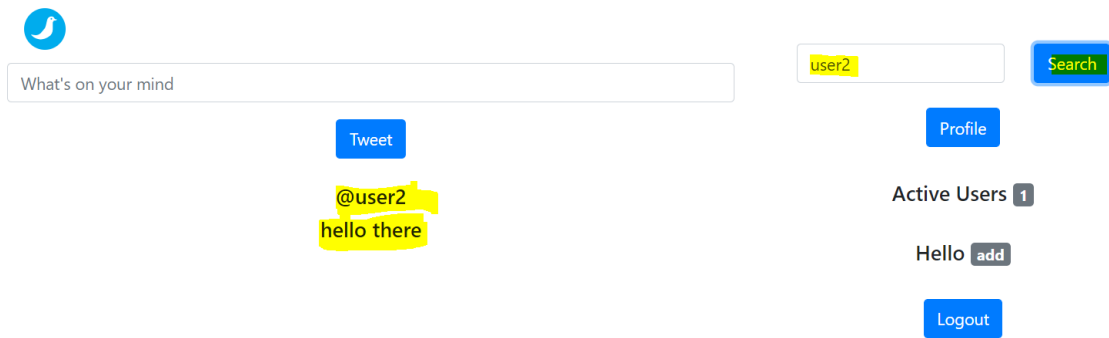 What's on your mind
Tweet
@user2
hello there
user2
Search
Profile
Active Users 1
Hello add
Logout